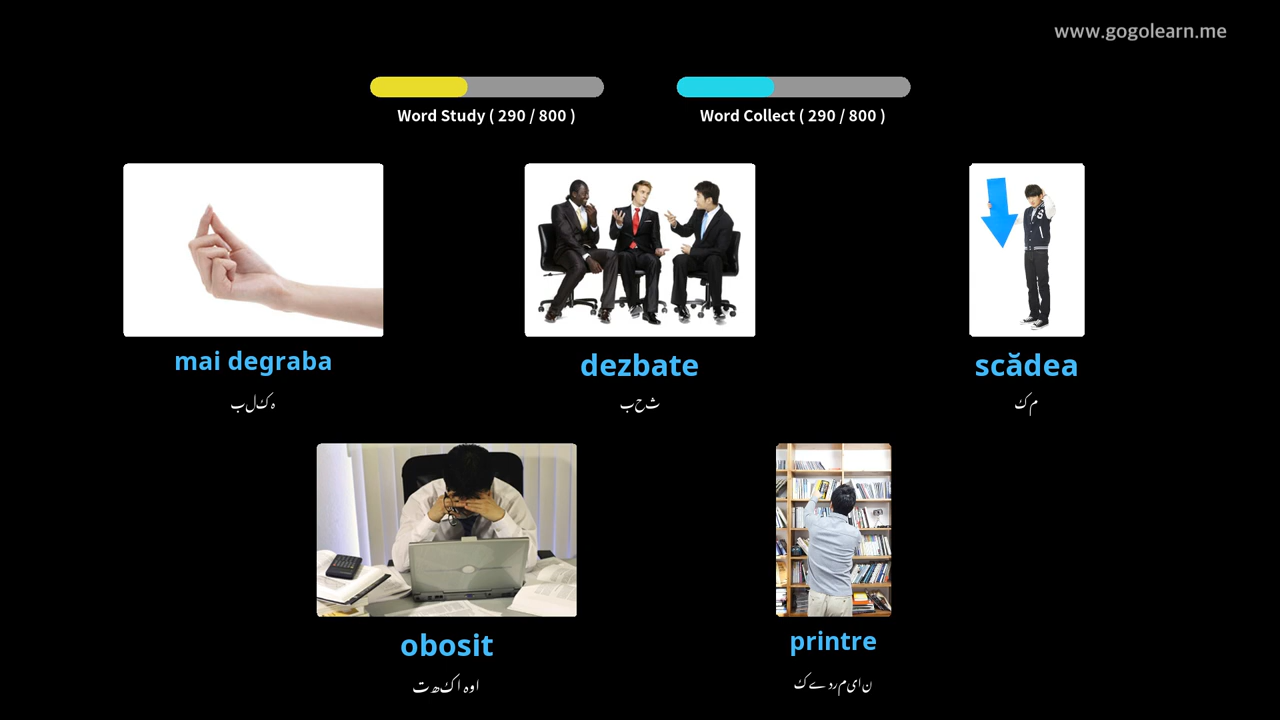 www.gogolearn.me
Word Study ( 290 / 800 )
Word Collect ( 290 / 800 )
mai degraba
بلکہ
dezbate
بحث
scădea
کم
obosit
تھکا ہوا
printre
کے درمیان